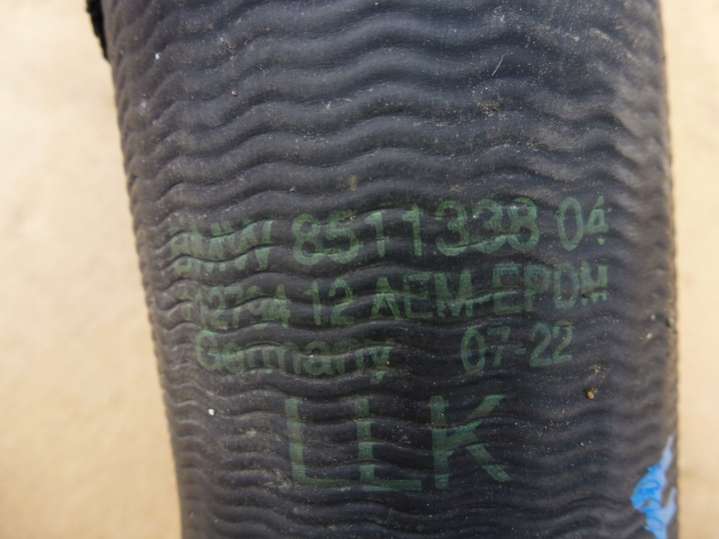 BMW 8511338 04
12 AEM-EPDM
Germany 07-22
LLK